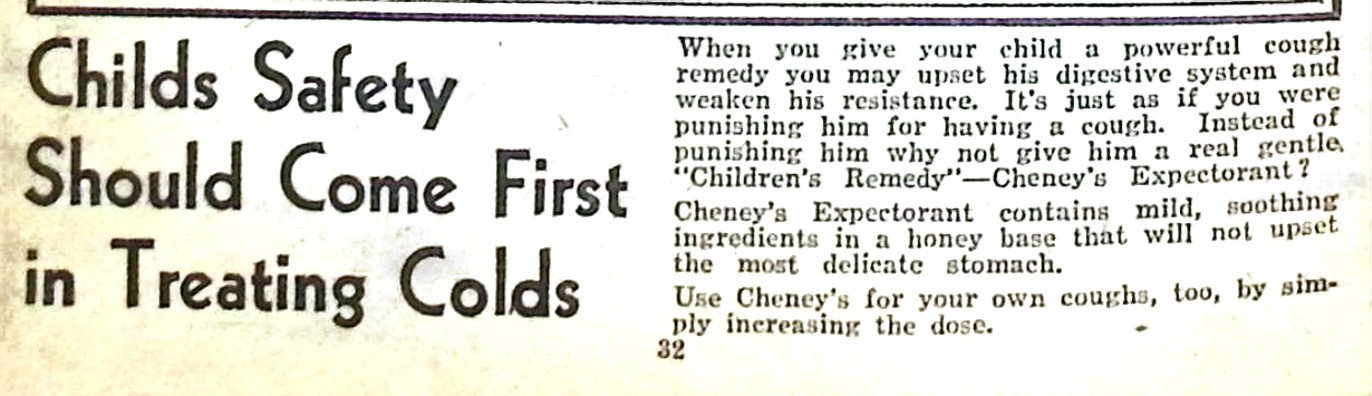 Childs Safety
Should Come First
in Treating Colds
When you give your child a powerful cough
remedy you may upset his digestive system and
weaken his resistance. It's just as if you were
punishing him for having a cough. Instead of
punishing him why not give him a real gentle,
"Children's Remedy"—Cheney's Expectorant?
Cheney's Expectorant contains mild, soothing
ingredients in a honey base that will not upset
the most delicate stomach.
Use Cheney's for your own coughs, too, by sim-
ply increasing the dose.
32